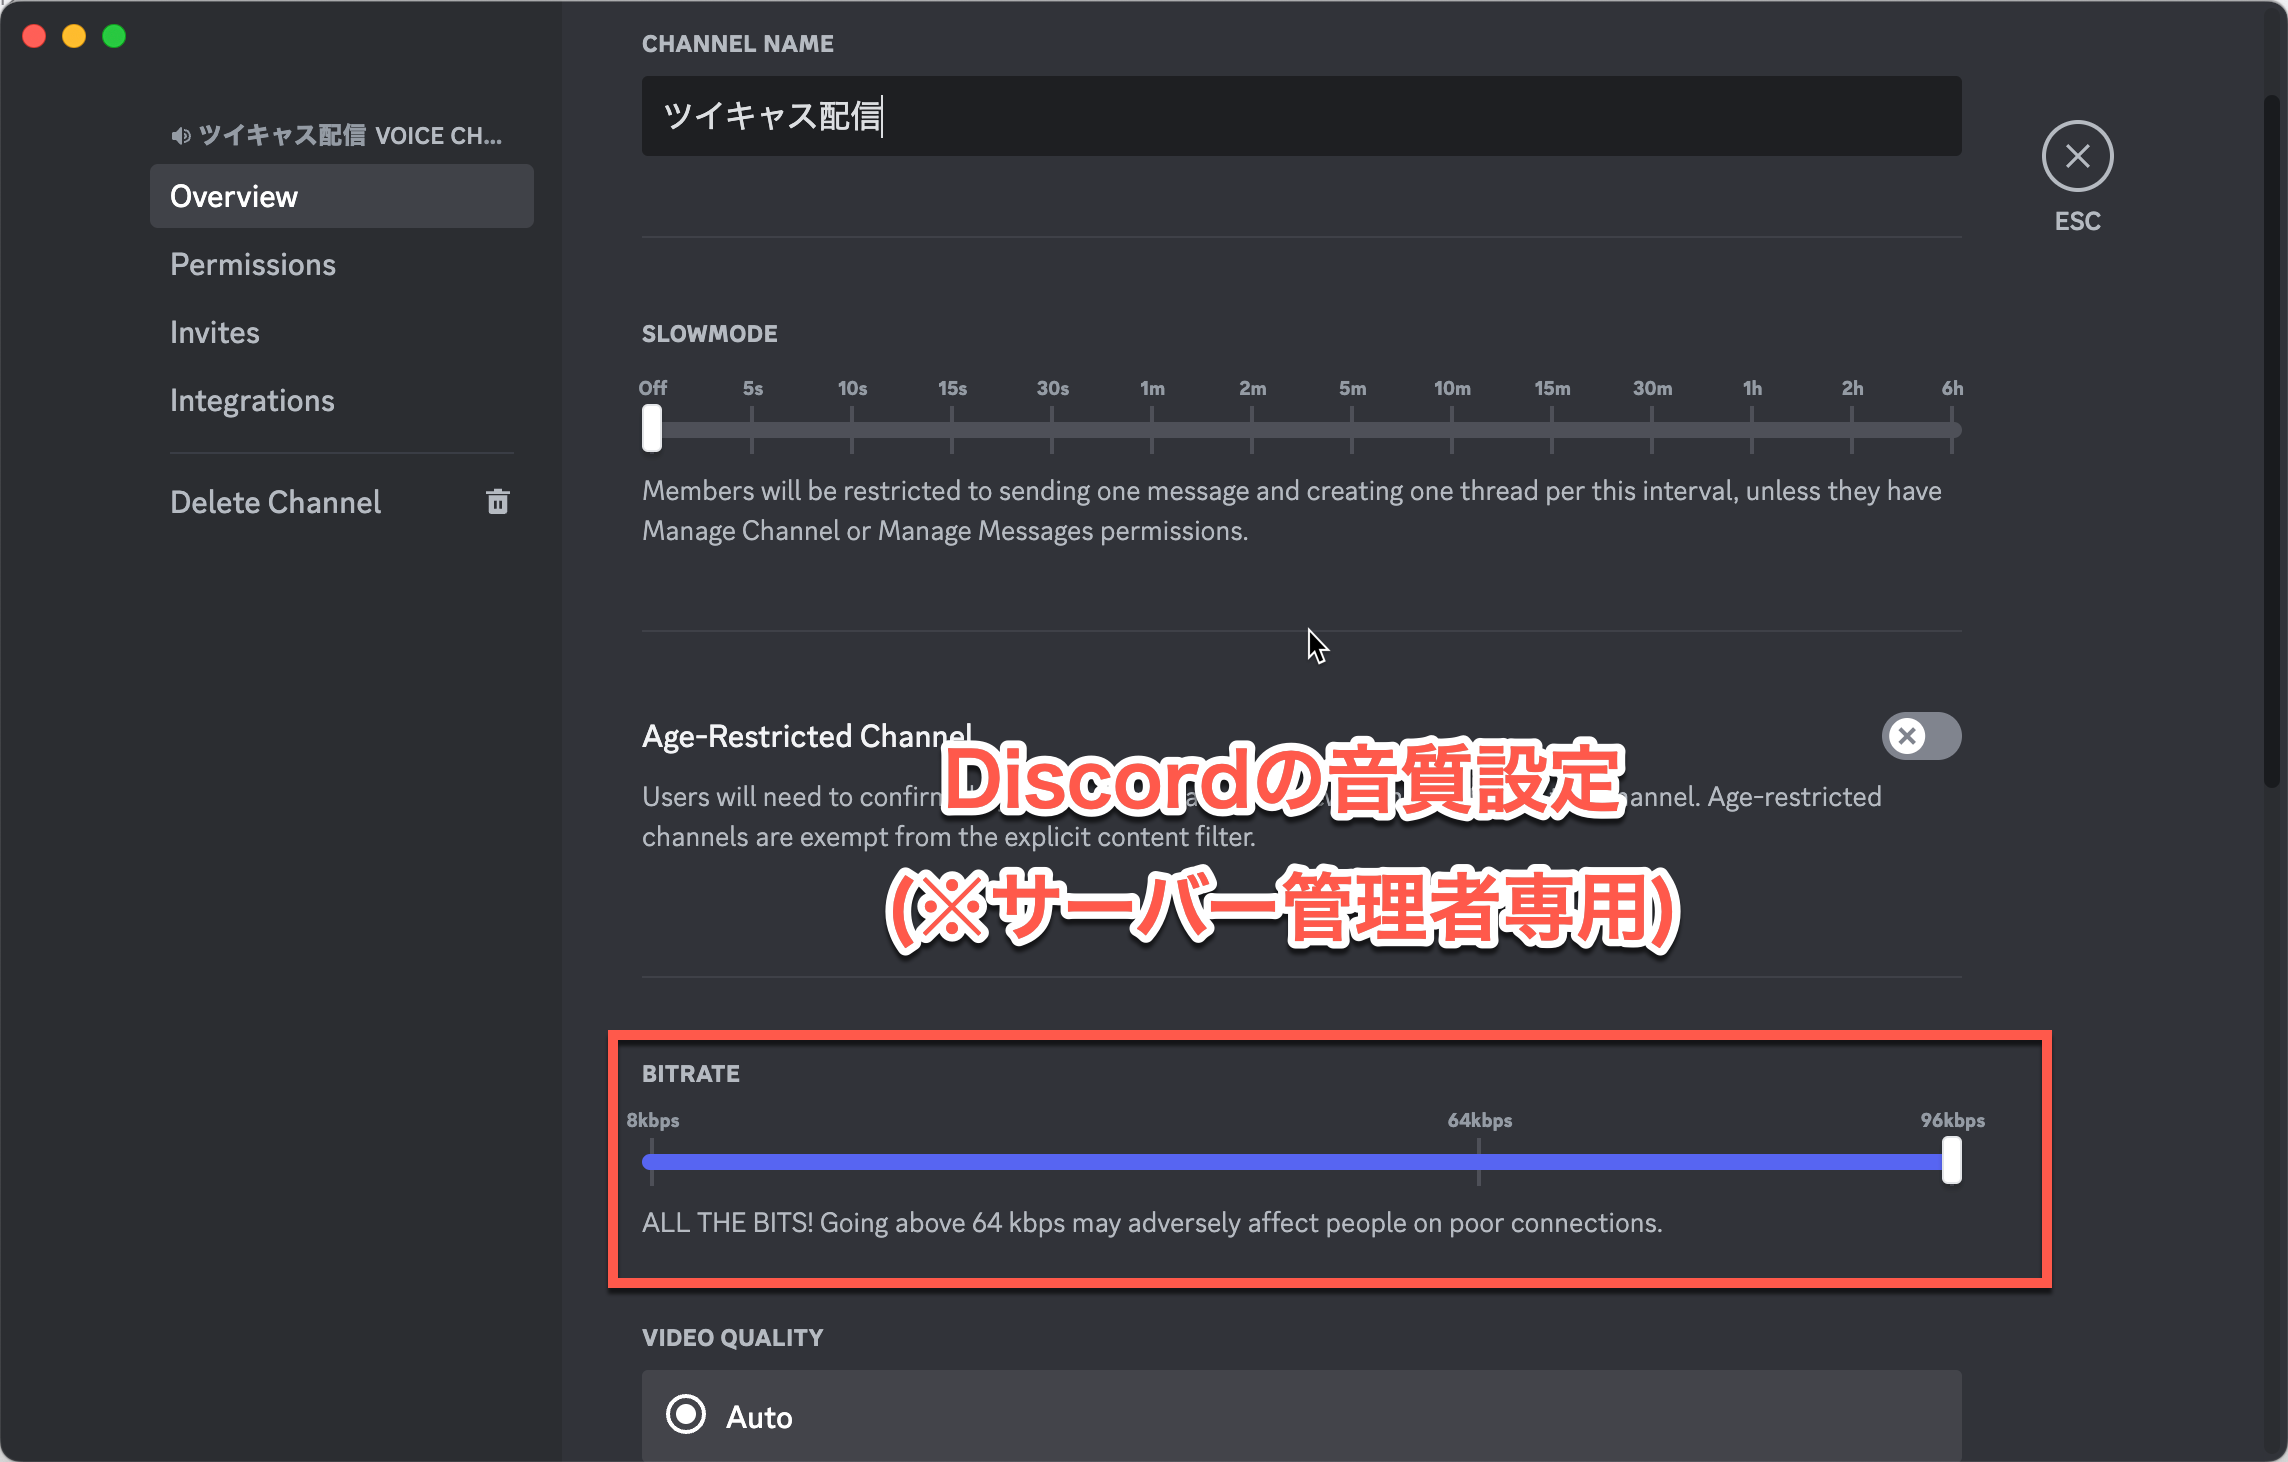 ツイキャス配信 VOICE CH...
Overview
Permissions
Invites
Integrations
Delete Channel
CHANNEL NAME
ツイキャス配信
ESC
SLOWMODE
Off 5s 10s 15s 30s 1m 2m 5m 10m 15m 30m 1h 2h 6h
Members will be restricted to sending one message and creating one thread per this interval, unless they have
Manage Channel or Manage Messages permissions.
Age-Restricted Channel
Users will need to confirm annel. Age-restricted
channels are exempt from the explicit content filter.
Discordの音質設定
(※サーバー管理者専用)
BITRATE
8kbps 64kbps 96kbps
ALL THE BITS! Going above 64 kbps may adversely affect people on poor connections.
VIDEO QUALITY
Auto